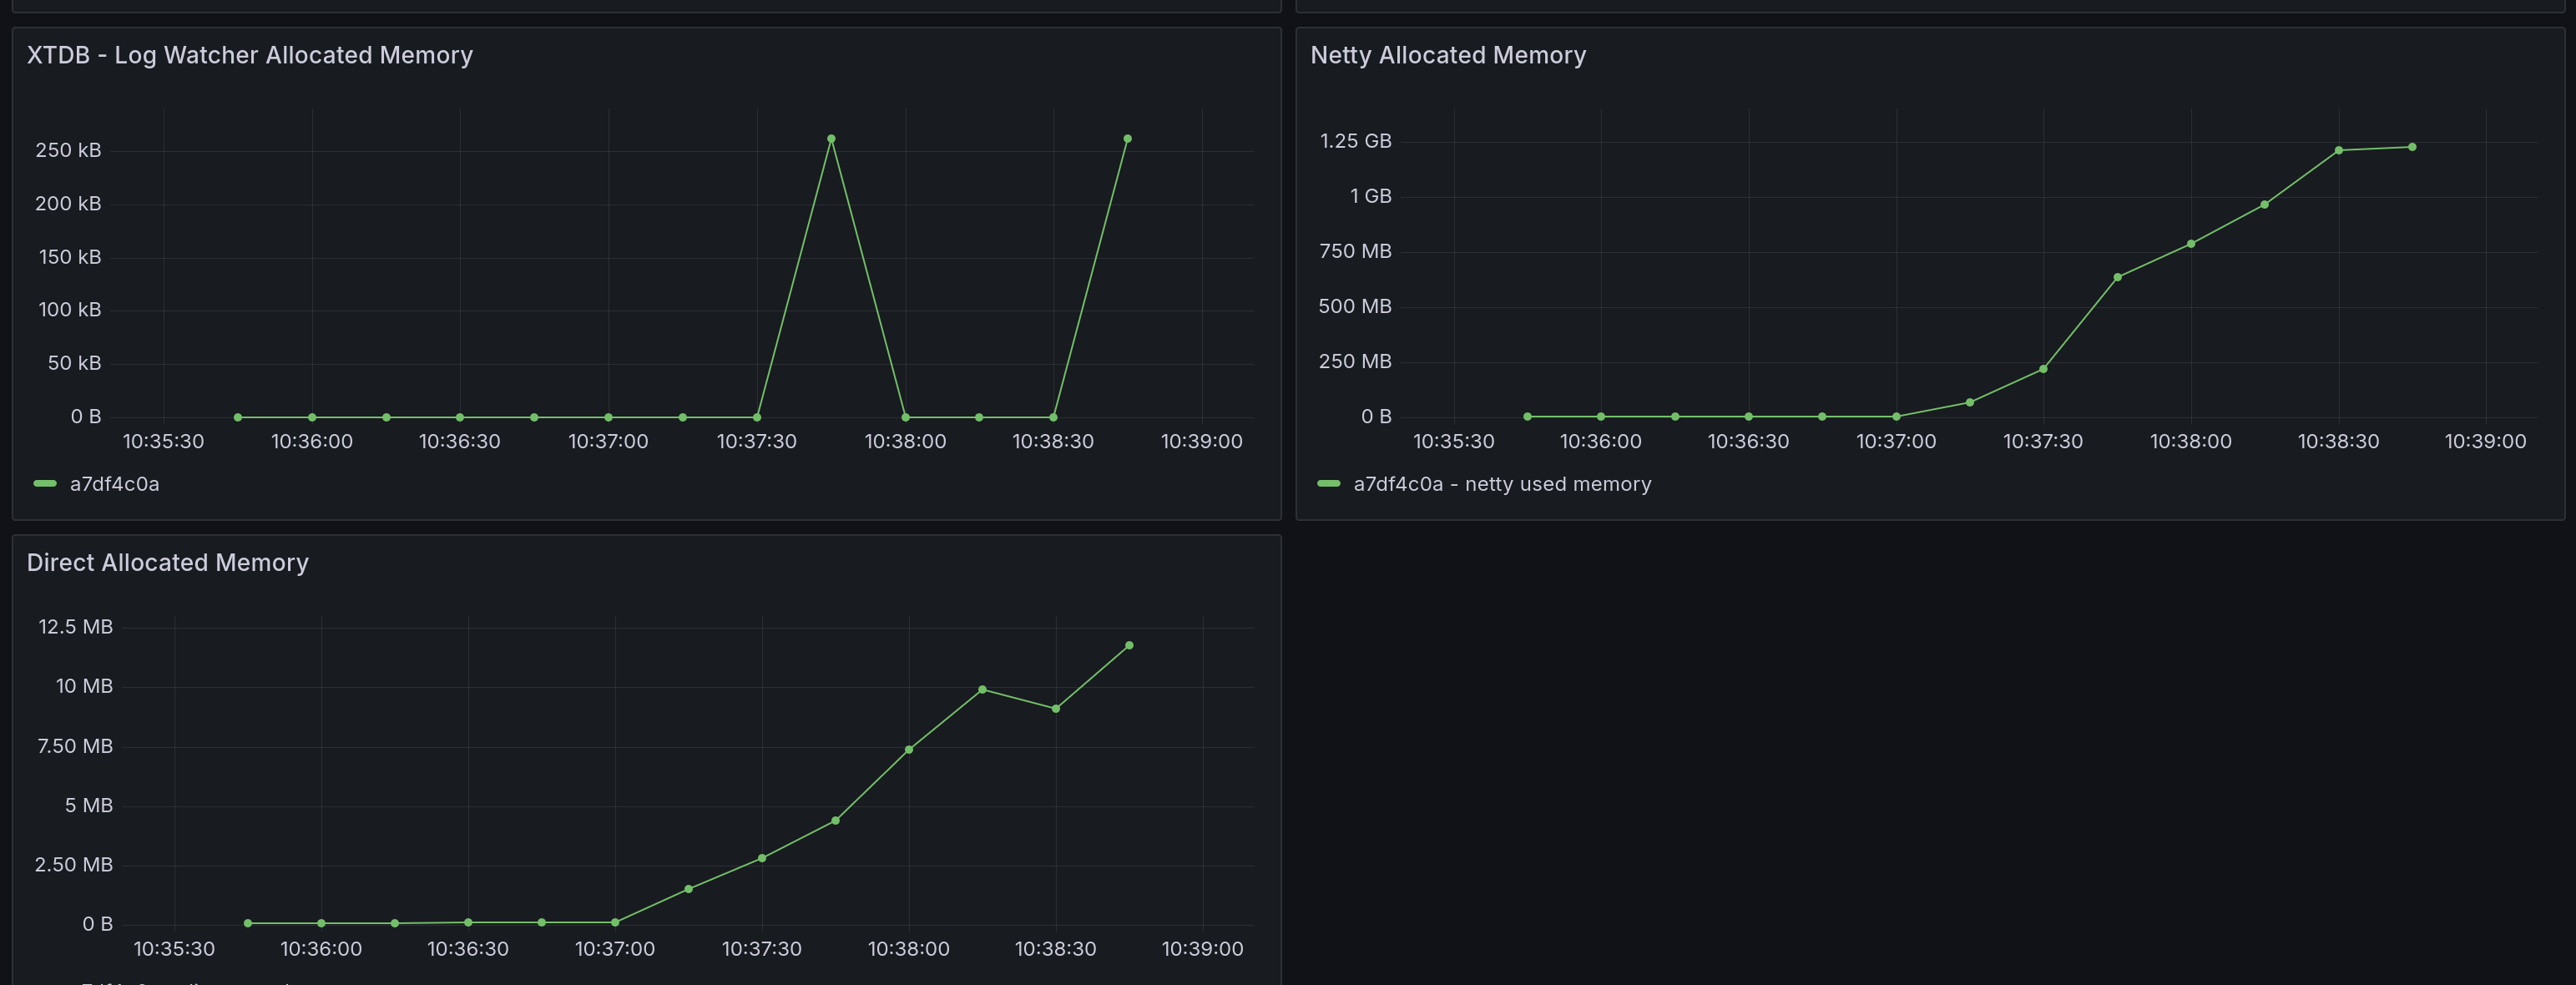 XTDB - Log Watcher Allocated Memory
250 kB
200 kB
150 kB
100 kB
50 kB
0 B
10:35:30 10:36:00 10:36:30 10:37:00 10:37:30 10:38:00 10:38:30 10:39:00
a7df4c0a
Netty Allocated Memory
1.25 GB
1 GB
750 MB
500 MB
250 MB
0 B
10:35:30 10:36:00 10:36:30 10:37:00 10:37:30 10:38:00 10:38:30 10:39:00
a7df4c0a - netty used memory
Direct Allocated Memory
12.5 MB
10 MB
7.50 MB
5 MB
2.50 MB
0 B
10:35:30 10:36:00 10:36:30 10:37:00 10:37:30 10:38:00 10:38:30 10:39:00